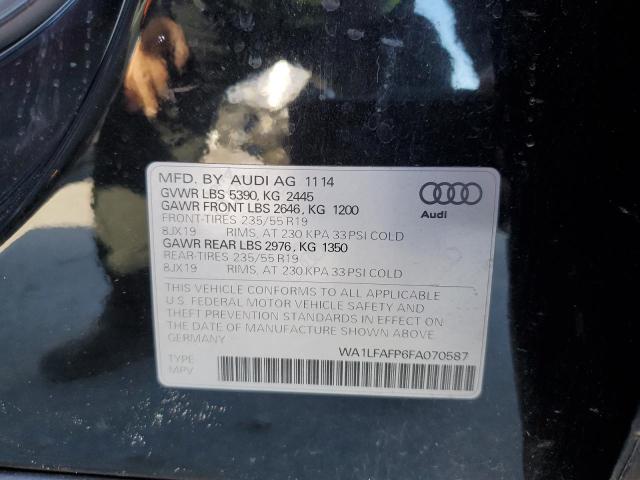 MFD. BY AUDI AG 11 14
GVWR LBS 5390, KG 2445
GAWR FRONT LBS 2646, KG 1200
FRONT-TIRES 235/55 R19
8JX19 RIMS, AT 230 KPA 33 PSI COLD
GAWR REAR LBS 2976, KG 1350
REAR-TIRES 235/55 R19
8JX19 RIMS, AT 230 KPA 33 PSI COLD
Audi
THIS VEHICLE CONFORMS TO ALL APPLICABLE
U.S. FEDERAL MOTOR VEHICLE SAFETY AND
THEFT PREVENTION STANDARDS IN EFFECT ON
THE DATE OF MANUFACTURE SHOWN ABOVE.
GERMANY
WA1LFAFP6FA070587
TYPE
MPV